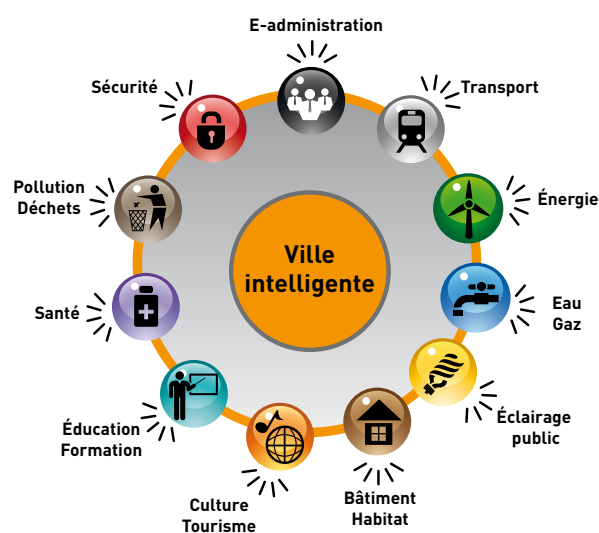 E-administration
Transport
Énergie
Eau
Gaz
Éclairage
public
Bâtiment
Habitat
Culture
Tourisme
Éducation
Formation
Santé
Pollution
Déchets
Sécurité
Ville
intelligente